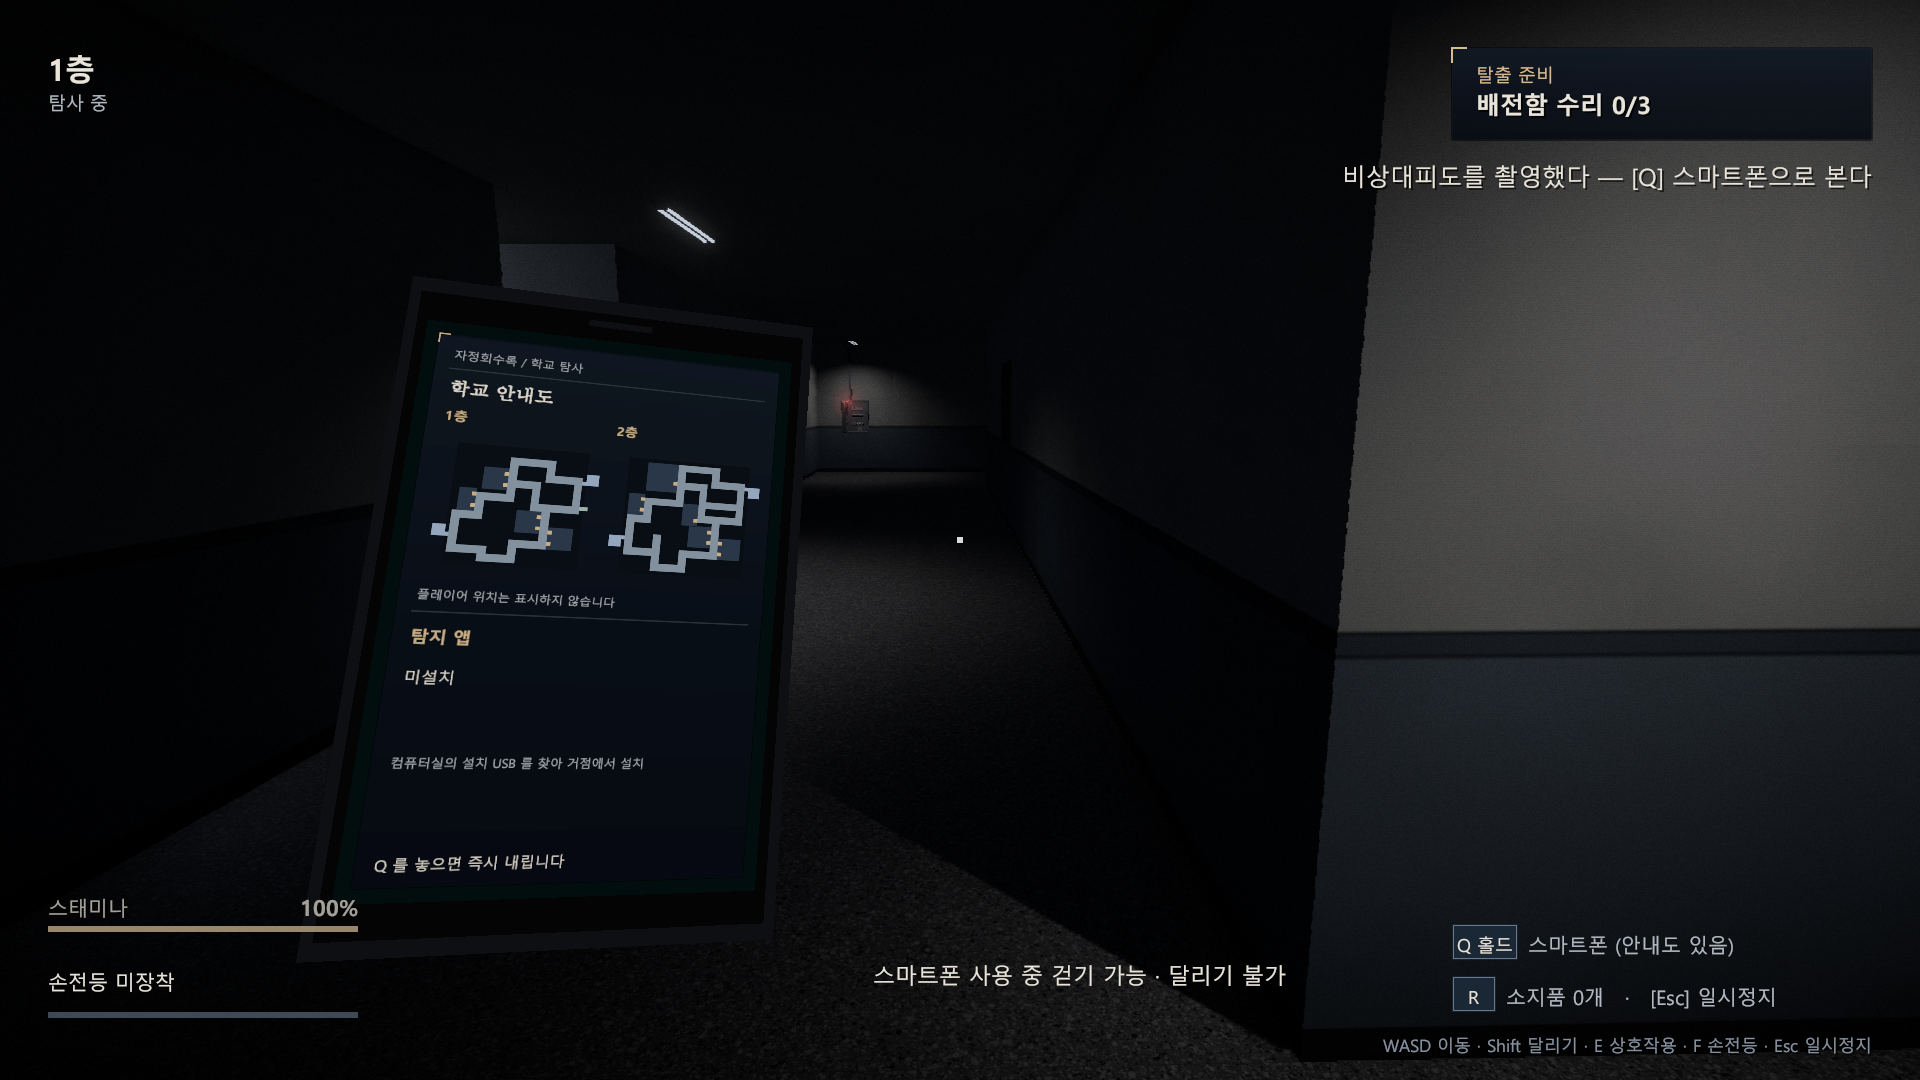 1층
탐사 중
탈출 준비
배전함 수리 0/3
비상대피도를 촬영했다 — [Q] 스마트폰으로 본다
자정회수록 / 학교 탐사
학교 안내도
1층
2층
플레이어 위치는 표시하지 않습니다
탐지 앱
미설치
컴퓨터실의 설치 USB 를 찾아 거점에서 설치
Q 를 놓으면 즉시 내립니다
스태미나 100%
손전등 미장착
스마트폰 사용 중 걷기 가능 · 달리기 불가
Q 홀드 스마트폰 (안내도 있음)
R 소지품 0개 · [Esc] 일시정지
WASD 이동 · Shift 달리기 · E 상호작용 · F 손전등 · Esc 일시정지